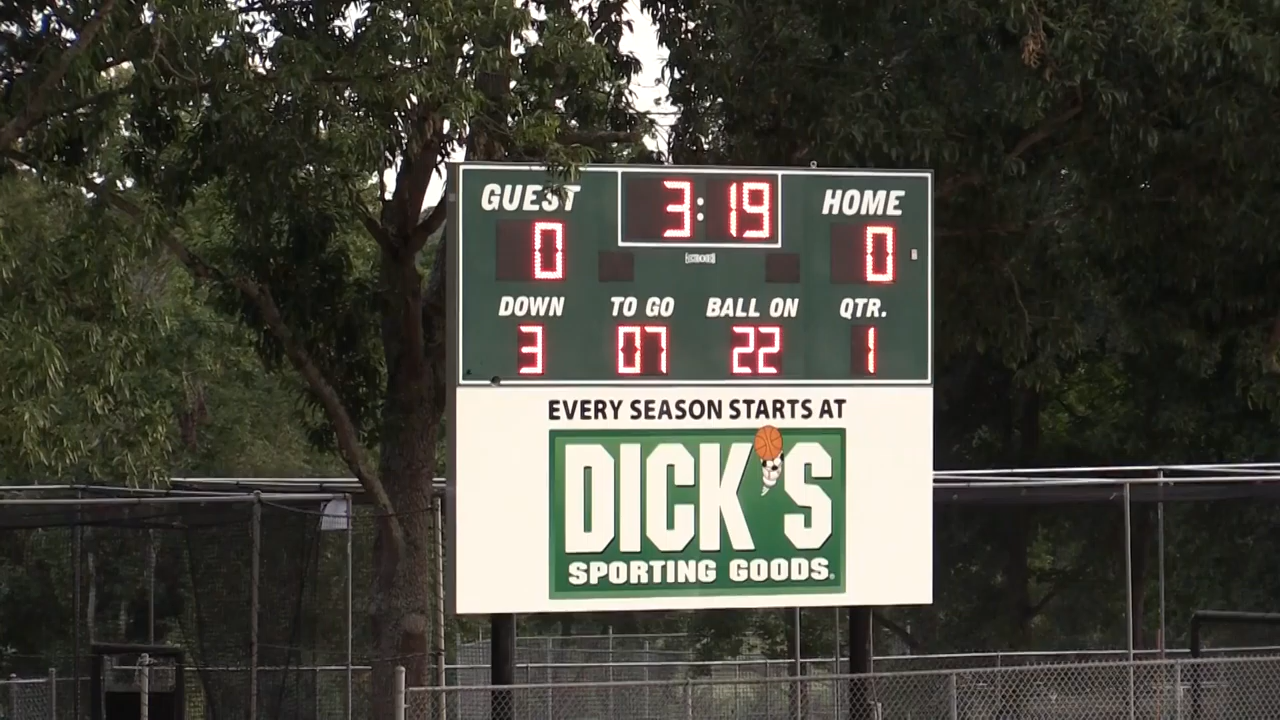 GUEST 3:19 HOME
0 0
DOWN TO GO BALL ON QTR.
3 07 22 1
EVERY SEASON STARTS AT
DICK'S
SPORTING GOODS.